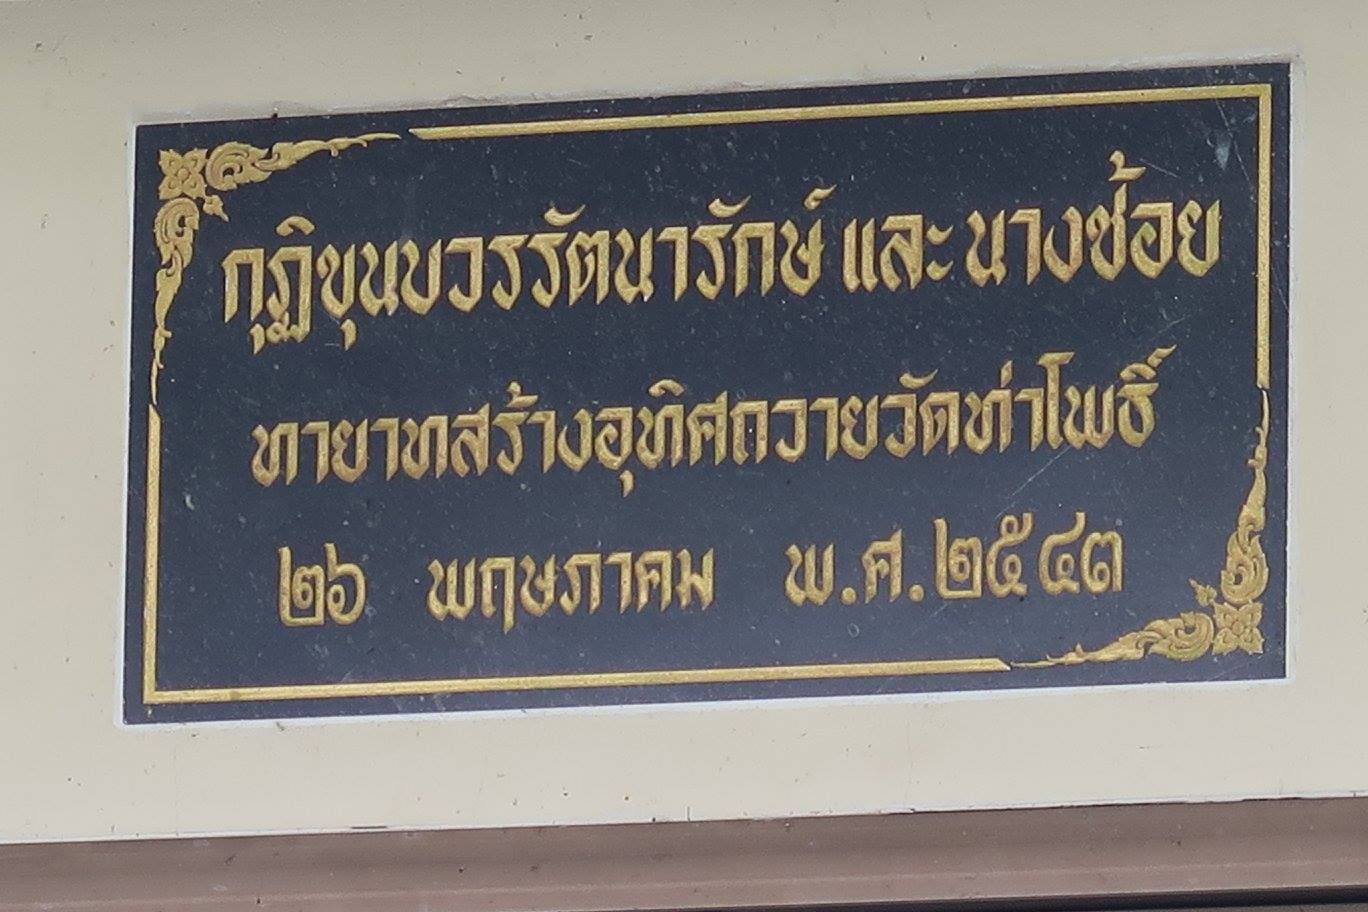 กุฏิขุนบวรรัตนารักษ์ และ นางช้อย
ทายาทสร้างอุทิศถวายวัดท่าโพธิ์
๒๖ พฤษภาคม พ.ศ.๒๕๔๓